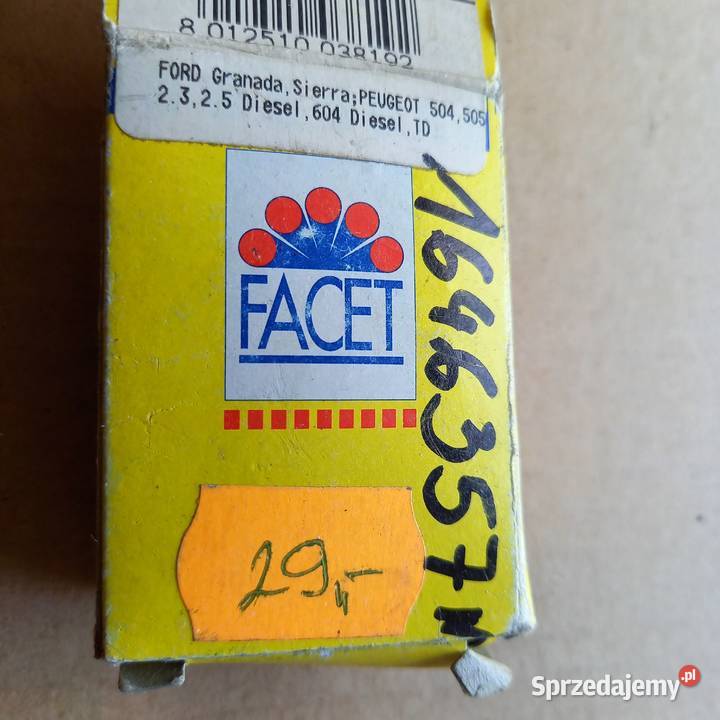 8 012510 038192
FORD Granada,Sierra;PEUGEOT 504,505
2.3,2.5 Diesel,604 Diesel,TD
FACET
1646357M
29,-
Sprzedajemy.pl